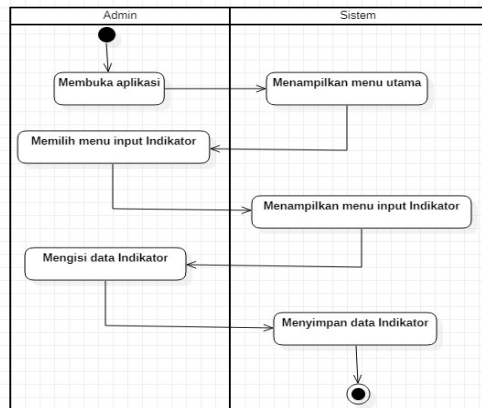 Admin
Sistem
Membuka aplikasi
Menampilkan menu utama
Memilih menu input Indikator
Menampilkan menu input Indikator
Mengisi data Indikator
Menyimpan data Indikator